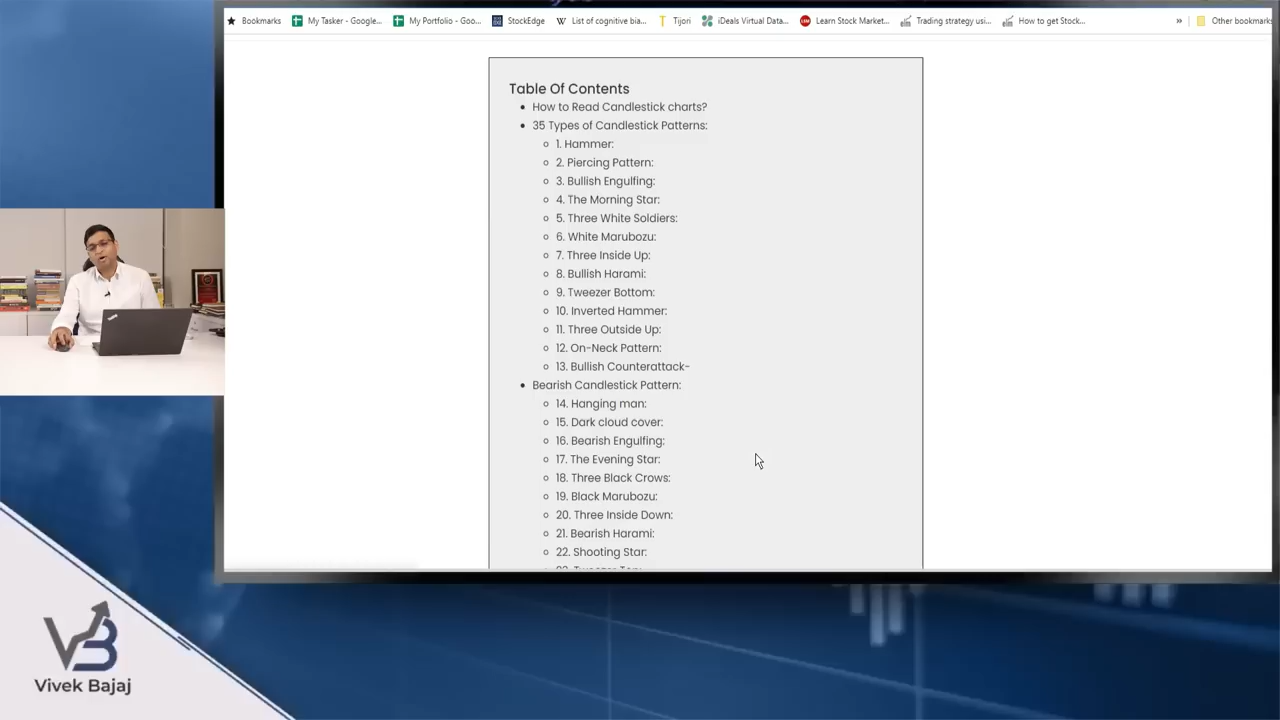 Bookmarks
My Tasker - Google...
My Portfolio - Goo...
StockEdge
List of cognitive bia...
Tijori
iDeals Virtual Data...
Learn Stock Market...
Trading strategy usi...
How to get Stock...
»
Other bookmarks
Table Of Contents
• How to Read Candlestick charts?
• 35 Types of Candlestick Patterns:
1. Hammer:
2. Piercing Pattern:
3. Bullish Engulfing:
4. The Morning Star:
5. Three White Soldiers:
6. White Marubozu:
7. Three Inside Up:
8. Bullish Harami:
9. Tweezer Bottom:
10. Inverted Hammer:
11. Three Outside Up:
12. On-Neck Pattern:
13. Bullish Counterattack-
• Bearish Candlestick Pattern:
14. Hanging man:
15. Dark cloud cover:
16. Bearish Engulfing:
17. The Evening Star:
18. Three Black Crows:
19. Black Marubozu:
20. Three Inside Down:
21. Bearish Harami:
22. Shooting Star:
VB
Vivek Bajaj